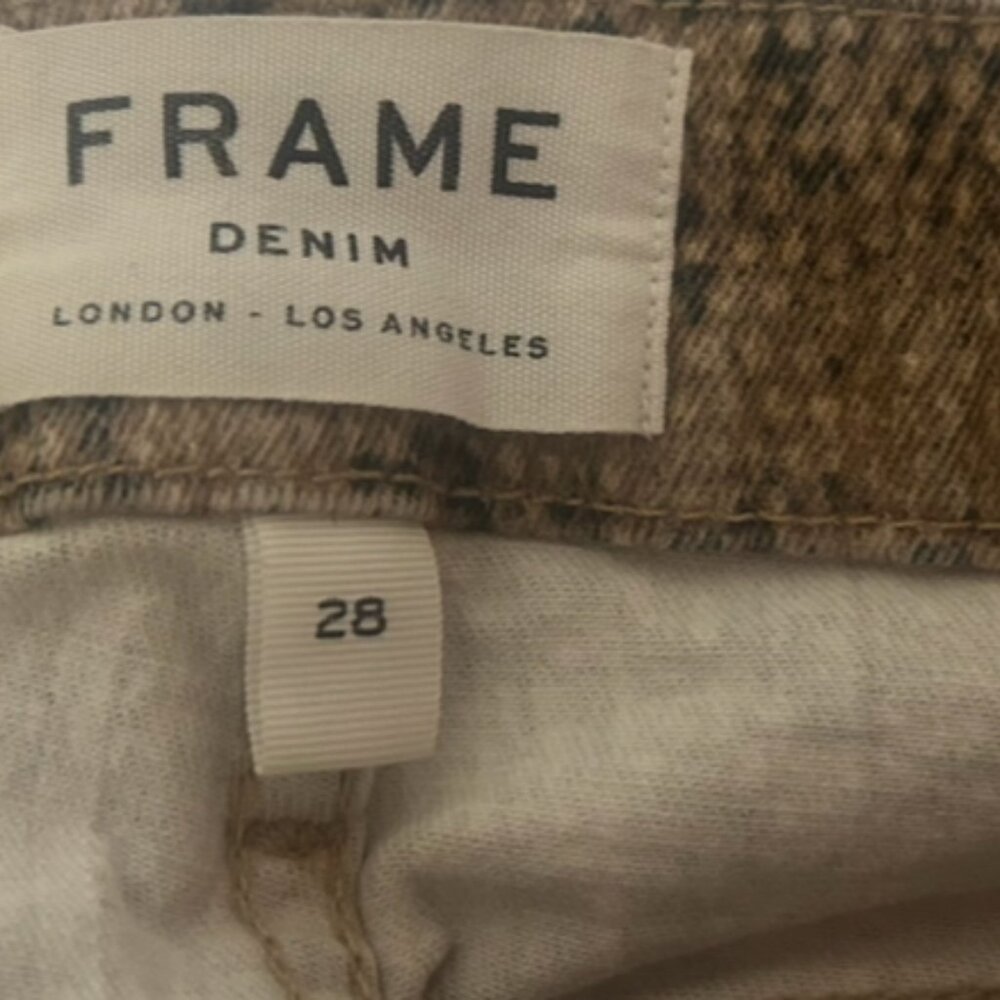 FRAME
DENIM
LONDON - LOS ANGELES
28